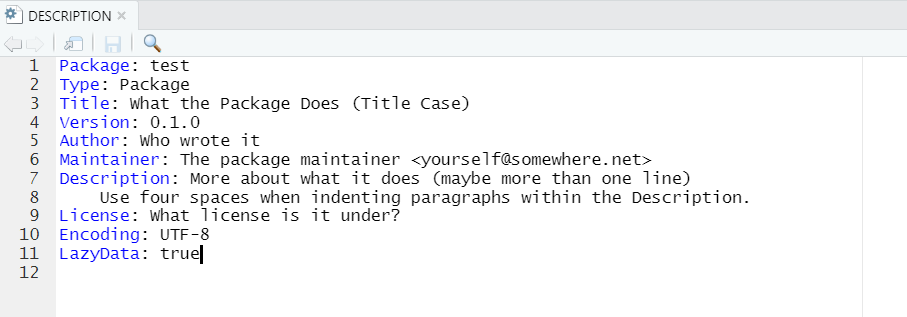 DESCRIPTION
1 Package: test
2 Type: Package
3 Title: What the Package Does (Title Case)
4 Version: 0.1.0
5 Author: Who wrote it
6 Maintainer: The package maintainer <yourself@somewhere.net>
7 Description: More about what it does (maybe more than one line)
8     Use four spaces when indenting paragraphs within the Description.
9 License: What license is it under?
10 Encoding: UTF-8
11 LazyData: true
12